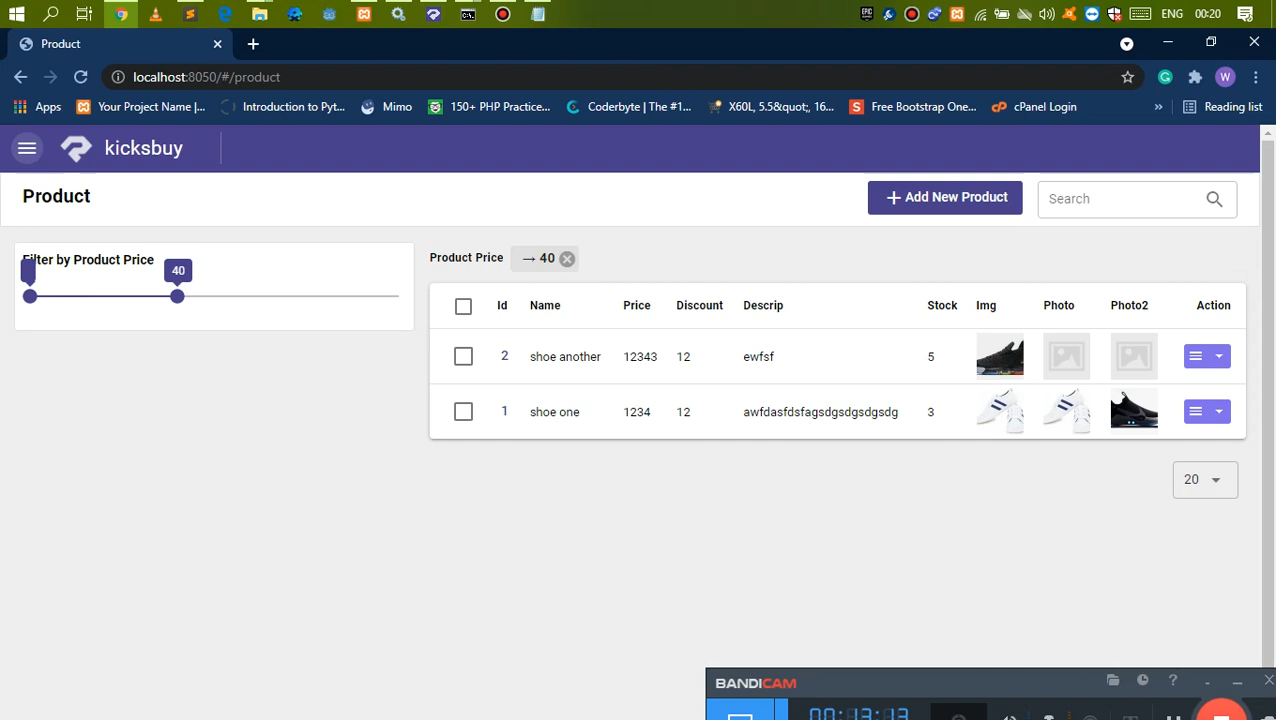 ENG 00:20
Product
localhost:8050/#/product
Apps Your Project Name |... Introduction to Pyt... Mimo 150+ PHP Practice... Coderbyte | The #1... X60L, 5.5&quot;, 16... Free Bootstrap One... cPanel Login » Reading list
kicksbuy
Product
+ Add New Product
Search
Filter by Product Price
40
Product Price → 40
Id Name Price Discount Descrip Stock Img Photo Photo2 Action
2 shoe another 12343 12 ewfsf 5
1 shoe one 1234 12 awfdasfdsfagsdgsdgsdgsdg 3
20
BANDICAM
00:13:13